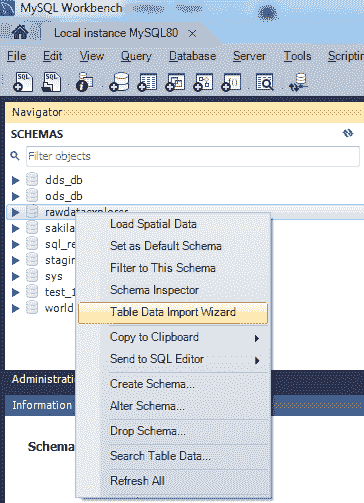 MySQL Workbench
Local instance MySQL80
File Edit View Query Database Server Tools Scripting
Navigator
SCHEMAS
Filter objects
dds_db
ods_db
rawdataexplorer
sakila
sql_re
stagin
sys
test_1
world
Load Spatial Data
Set as Default Schema
Filter to This Schema
Schema Inspector
Table Data Import Wizard
Copy to Clipboard
Send to SQL Editor
Create Schema...
Alter Schema...
Drop Schema...
Search Table Data...
Refresh All
Administratio
Information
Schema